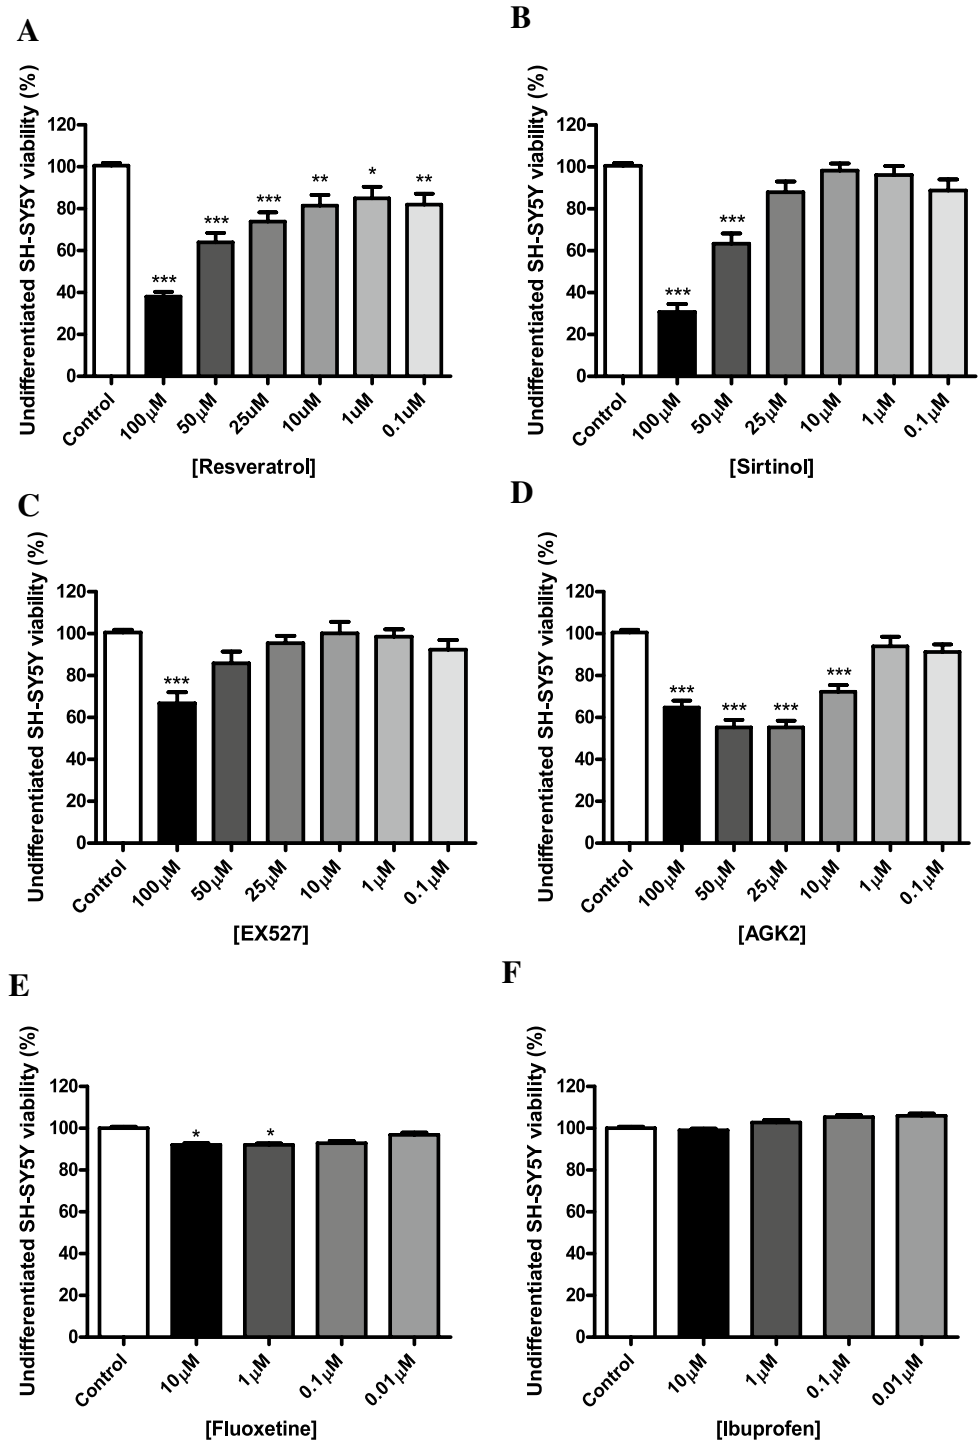 A
Undifferentiated SH-SY5Y viability (%)
120
100
80
60
40
20
0
***
***
***
**
*
**
Control
100μM
50μM
25uM
10uM
1uM
0.1uM
[Resveratrol]
B
Undifferentiated SH-SY5Y viability (%)
120
100
80
60
40
20
0
***
***
Control
100μM
50μM
25μM
10μM
1μM
0.1μM
[Sirtinol]
C
Undifferentiated SH-SY5Y viability (%)
120
100
80
60
40
20
0
***
Control
100μM
50μM
25μM
10μM
1μM
0.1μM
[EX527]
D
Undifferentiated SH-SY5Y viability (%)
120
100
80
60
40
20
0
***
***
***
***
Control
100μM
50μM
25μM
10μM
1μM
0.1μM
[AGK2]
E
Undifferentiated SH-SY5Y viability (%)
120
100
80
60
40
20
0
*
*
Control
10μM
1μM
0.1μM
0.01μM
[Fluoxetine]
F
Undifferentiated SH-SY5Y viability (%)
120
100
80
60
40
20
0
Control
10μM
1μM
0.1μM
0.01μM
[Ibuprofen]